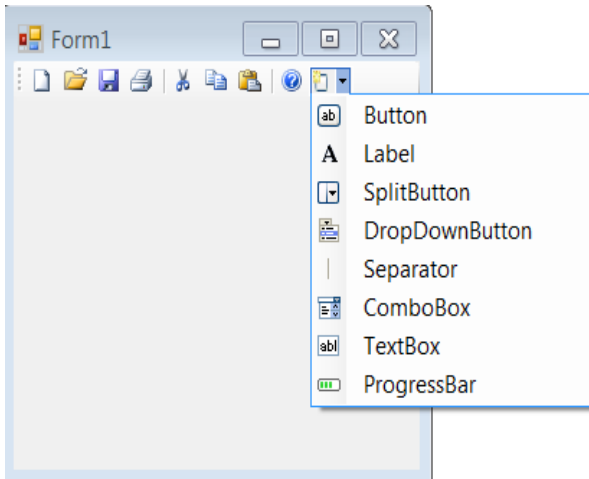 Form1
Button
A Label
SplitButton
DropDownButton
Separator
ComboBox
TextBox
ProgressBar